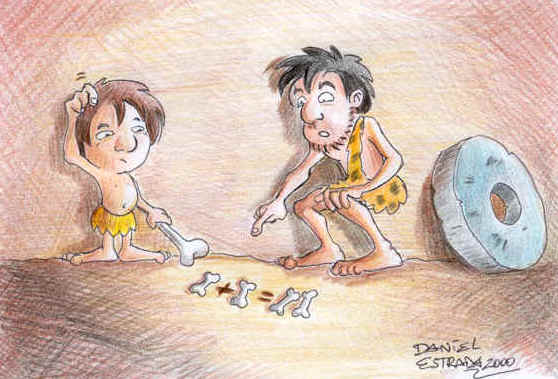 + =
DANiEL
ESTRADA 2000